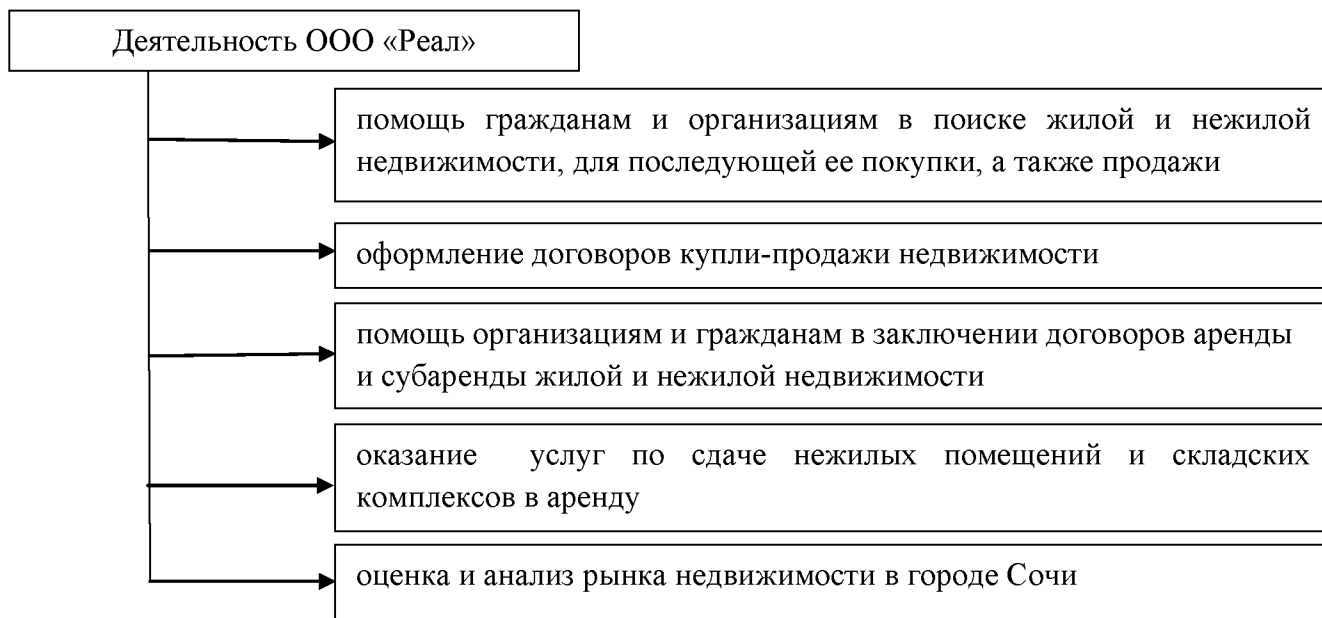 Деятельность ООО «Реал»
помощь гражданам и организациям в поиске жилой и нежилой
недвижимости, для последующей ее покупки, а также продажи
оформление договоров купли-продажи недвижимости
помощь организациям и гражданам в заключении договоров аренды
и субаренды жилой и нежилой недвижимости
оказание услуг по сдаче нежилых помещений и складских
комплексов в аренду
оценка и анализ рынка недвижимости в городе Сочи